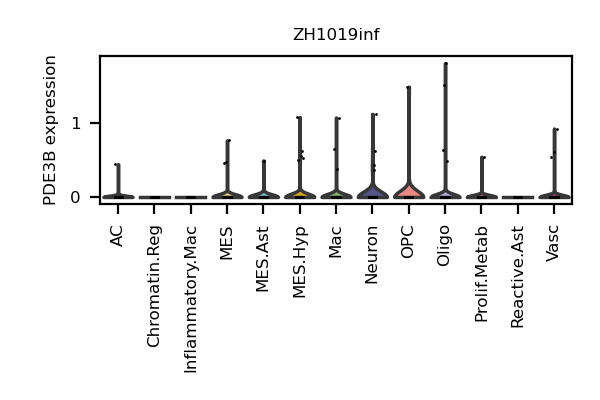 ZH1019inf
PDE3B expression
1
0
AC
Chromatin.Reg
Inflammatory.Mac
MES
MES.Ast
MES.Hyp
Mac
Neuron
OPC
Oligo
Prolif.Metab
Reactive.Ast
Vasc